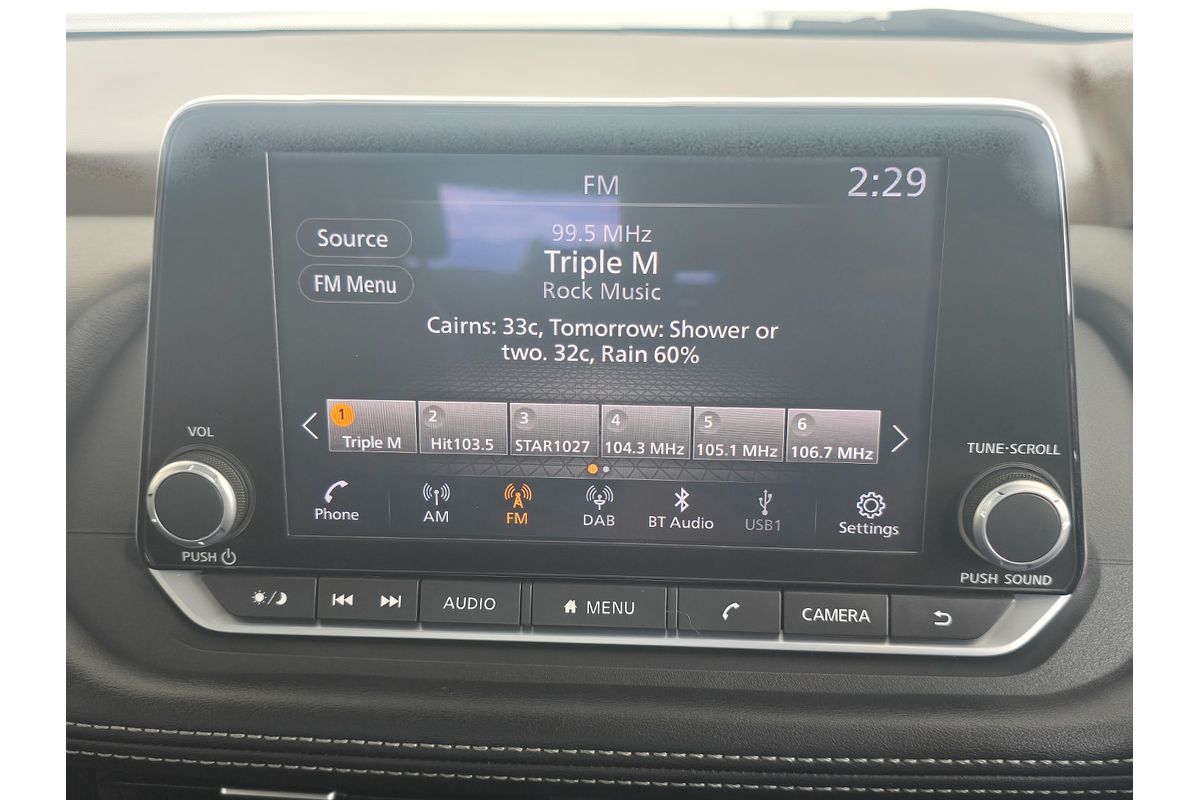 FM
2:29
Source
FM Menu
99.5 MHz
Triple M
Rock Music
Cairns: 33c, Tomorrow: Shower or
two. 32c, Rain 60%
1
Triple M
2
Hit103.5
3
STAR1027
4
104.3 MHz
5
105.1 MHz
6
106.7 MHz
VOL
TUNE·SCROLL
Phone
AM
FM
DAB
BT Audio
USB1
Settings
PUSH
PUSH SOUND
AUDIO
MENU
CAMERA